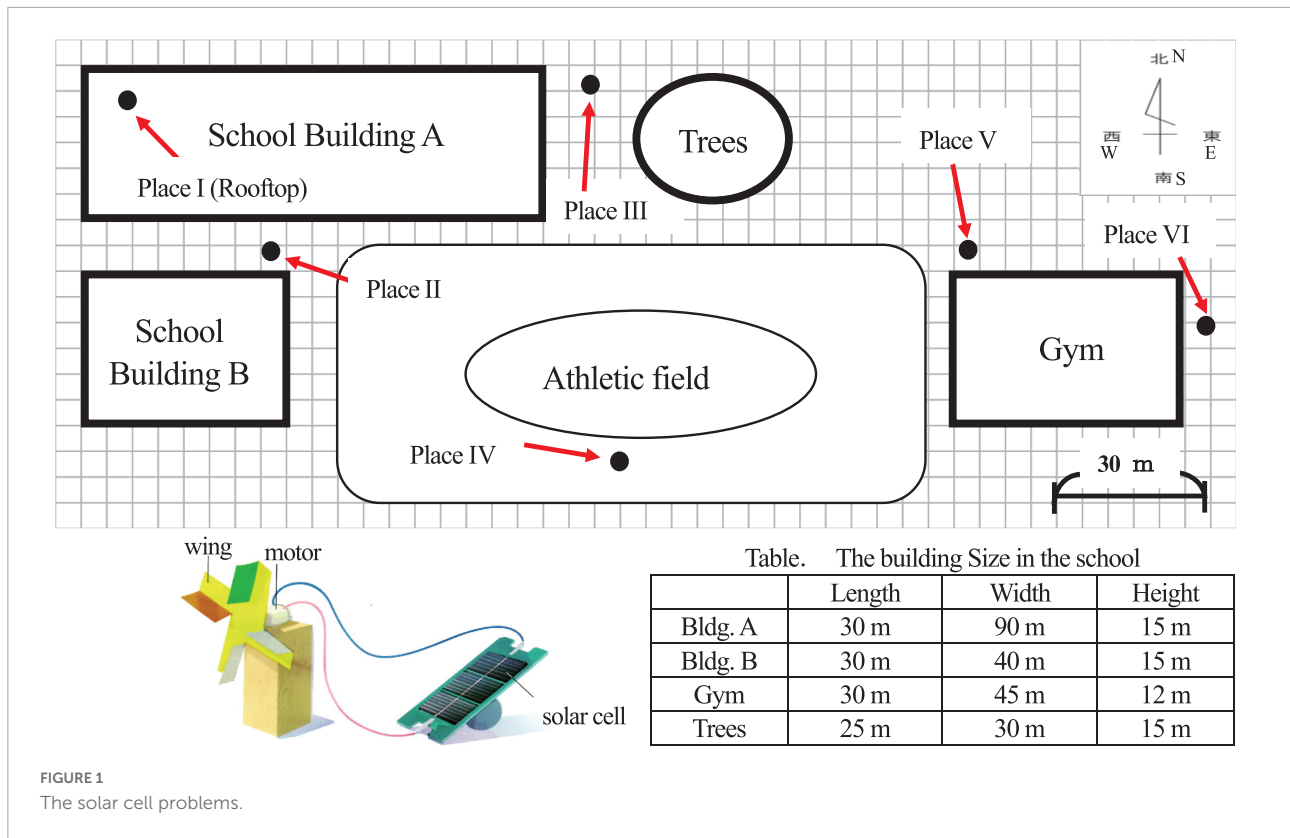 北 N
西
W
東
E
南 S
School Building A
Place I (Rooftop)
Trees
Place III
Place V
Place VI
Place II
School
Building B
Athletic field
Place IV
Gym
30 m
wing
motor
solar cell
Table. The building Size in the school
Length Width Height
Bldg. A 30 m 90 m 15 m
Bldg. B 30 m 40 m 15 m
Gym 30 m 45 m 12 m
Trees 25 m 30 m 15 m
FIGURE 1
The solar cell problems.